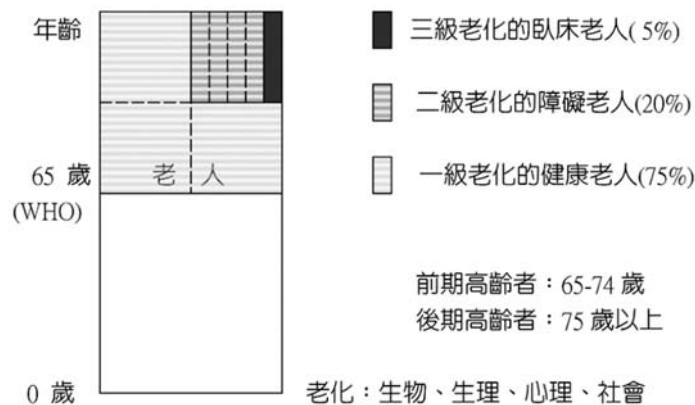 年齡
三級老化的臥床老人( 5%)
二級老化的障礙老人(20%)
65 歲
老 人
一級老化的健康老人(75%)
(WHO)
前期高齡者：65-74 歲
後期高齡者：75 歲以上
0 歲
老化：生物、生理、心理、社會